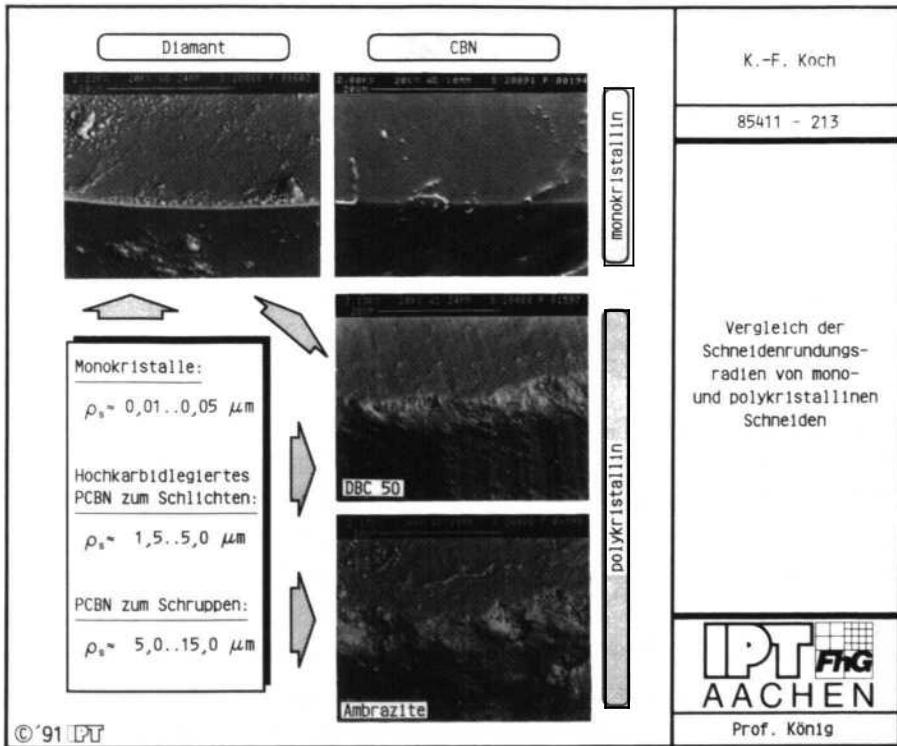 Diamant
CBN
monokristallin
polykristallin
Monokristalle:
ρs≈ 0,01..0,05 μm
Hochkarbidlegiertes
PCBN zum Schlichten:
ρs≈ 1,5..5,0 μm
PCBN zum Schruppen:
ρs≈ 5,0..15,0 μm
DBC 50
Ambrazite
©´91 IPT
K.-F. Koch
85411 - 213
Vergleich der
Schneidenrundungs-
radien von mono-
und polykristallinen
Schneiden
IPT FhG
AACHEN
Prof. König